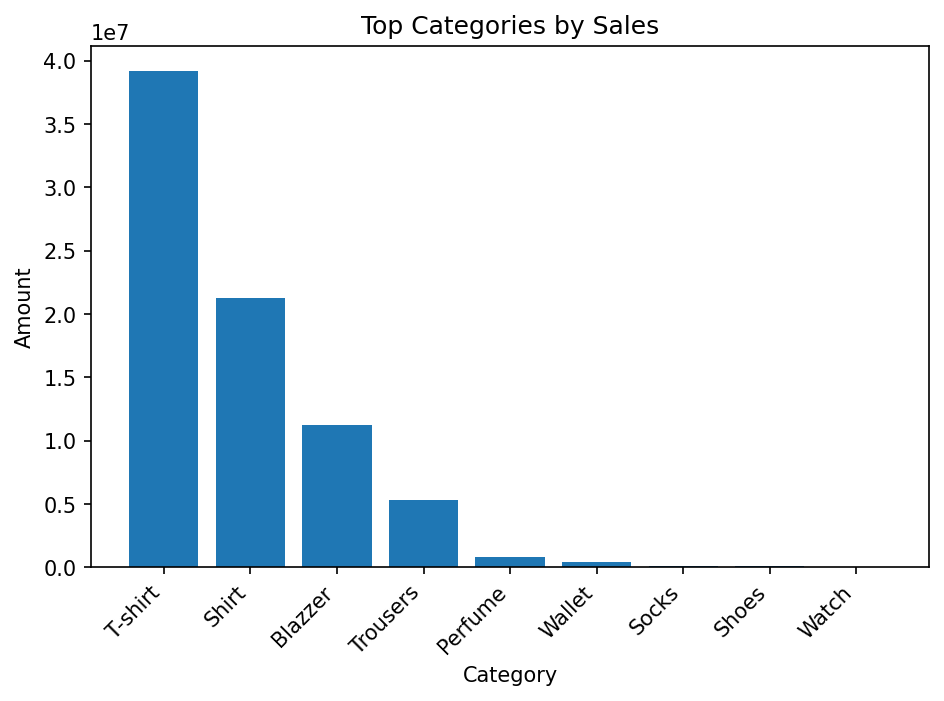 Top Categories by Sales
1e7
4.0
3.5
3.0
2.5
2.0
1.5
1.0
0.5
0.0
Amount
T-shirt
Shirt
Blazzer
Trousers
Perfume
Wallet
Socks
Shoes
Watch
Category